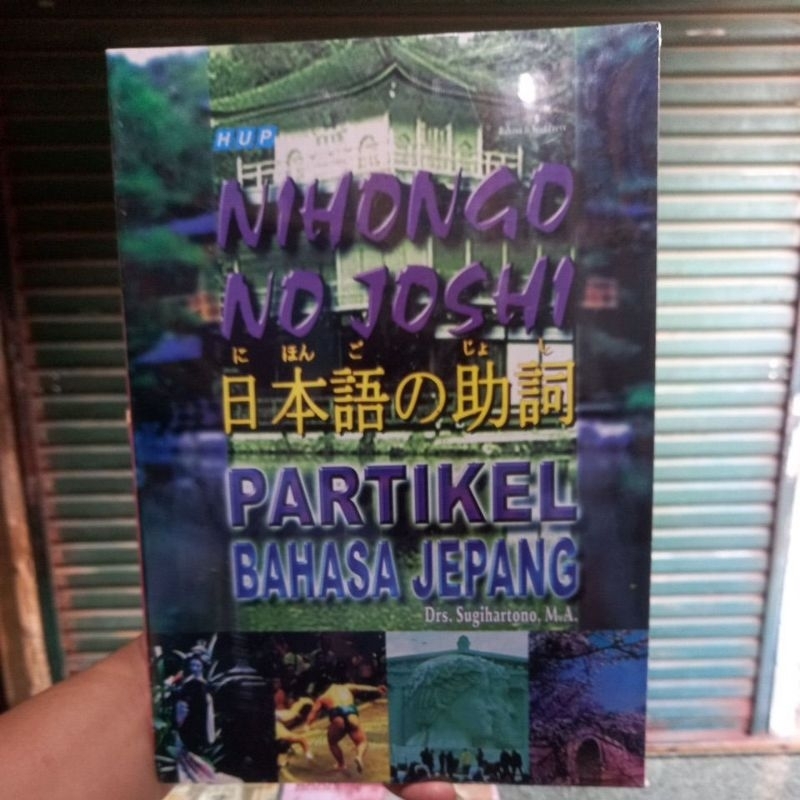 HUP
NIHONGO
NO JOSHI
に ほん ご じょ し
日本語の助詞
PARTIKEL
BAHASA JEPANG
Drs. Sugihartono, M.A.